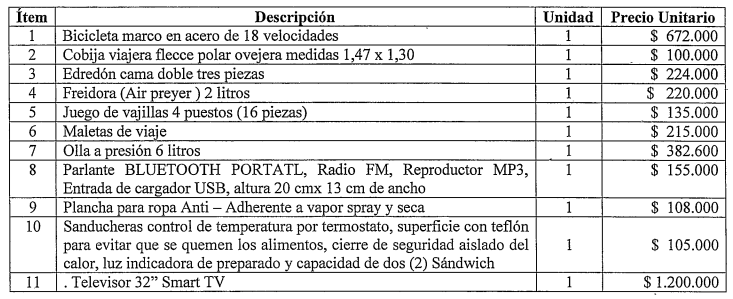 Ítem Descripción Unidad Precio Unitario
1 Bicicleta marco en acero de 18 velocidades 1 $ 672.000
2 Cobija viajera flecce polar ovejera medidas 1,47 x 1,30 1 $ 100.000
3 Edredón cama doble tres piezas 1 $ 224.000
4 Freidora (Air preyer ) 2 litros 1 $ 220.000
5 Juego de vajillas 4 puestos (16 piezas) 1 $ 135.000
6 Maletas de viaje 1 $ 215.000
7 Olla a presión 6 litros 1 $ 382.600
8 Parlante BLUETOOTH PORTATL, Radio FM, Reproductor MP3, 1 $ 155.000
Entrada de cargador USB, altura 20 cmx 13 cm de ancho
9 Plancha para ropa Anti – Adherente a vapor spray y seca 1 $ 108.000
10 Sanducheras control de temperatura por termostato, superficie con teflón
para evitar que se quemen los alimentos, cierre de seguridad aislado del 1 $ 105.000
calor, luz indicadora de preparado y capacidad de dos (2) Sándwich
11 . Televisor 32” Smart TV 1 $ 1.200.000